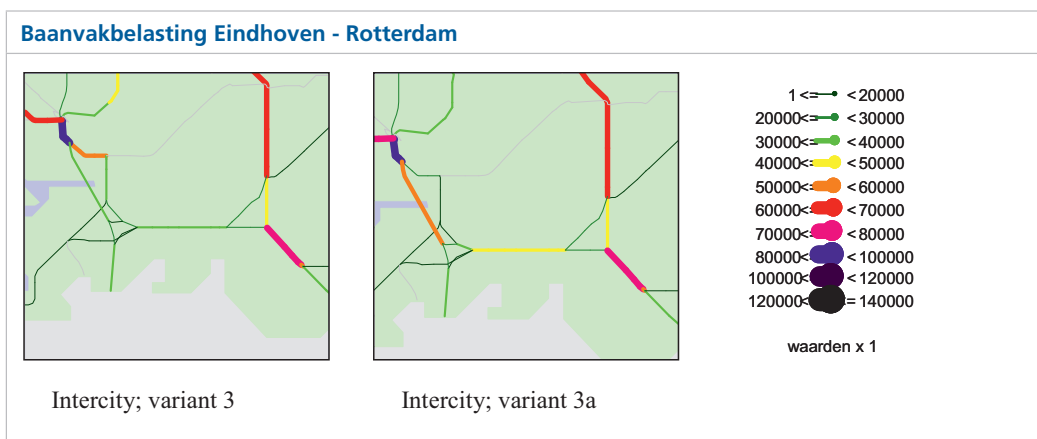 Baanvakbelasting Eindhoven - Rotterdam
1 <= < 20000
20000<= < 30000
30000<= < 40000
40000<= < 50000
50000<= < 60000
60000<= < 70000
70000<= < 80000
80000<= < 100000
100000<= < 120000
120000< = 140000
waarden x 1
Intercity; variant 3
Intercity; variant 3a